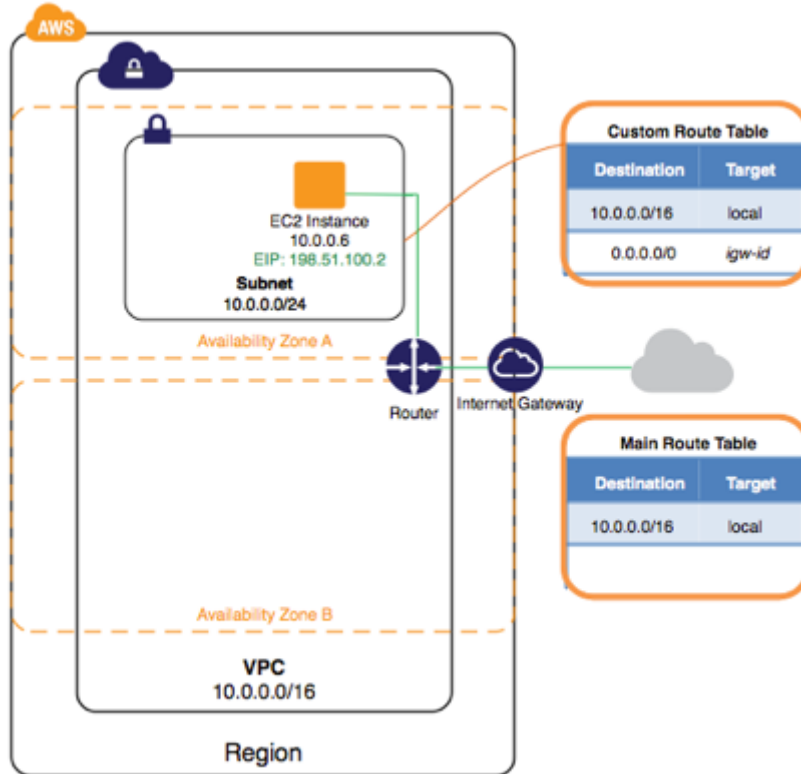 AWS
EC2 Instance
10.0.0.6
EIP: 198.51.100.2
Subnet
10.0.0.0/24
Availability Zone A
Router
Internet Gateway
Availability Zone B
VPC
10.0.0.0/16
Region
Custom Route Table
Destination Target
10.0.0.0/16 local
0.0.0.0/0 igw-id
Main Route Table
Destination Target
10.0.0.0/16 local